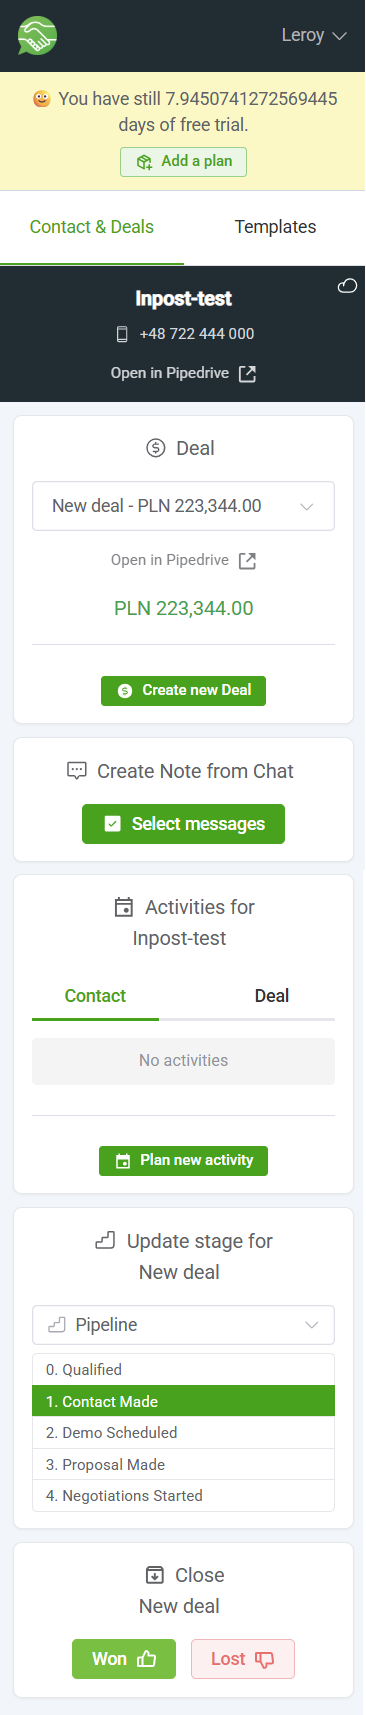 Leroy
You have still 7.9450741272569445
days of free trial.
Add a plan
Contact & Deals
Templates
Inpost-test
+48 722 444 000
Open in Pipedrive
Deal
New deal - PLN 223,344.00
Open in Pipedrive
PLN 223,344.00
Create new Deal
Create Note from Chat
Select messages
Activities for
Inpost-test
Contact
Deal
No activities
Plan new activity
Update stage for
New deal
Pipeline
0. Qualified
1. Contact Made
2. Demo Scheduled
3. Proposal Made
4. Negotiations Started
Close
New deal
Won
Lost